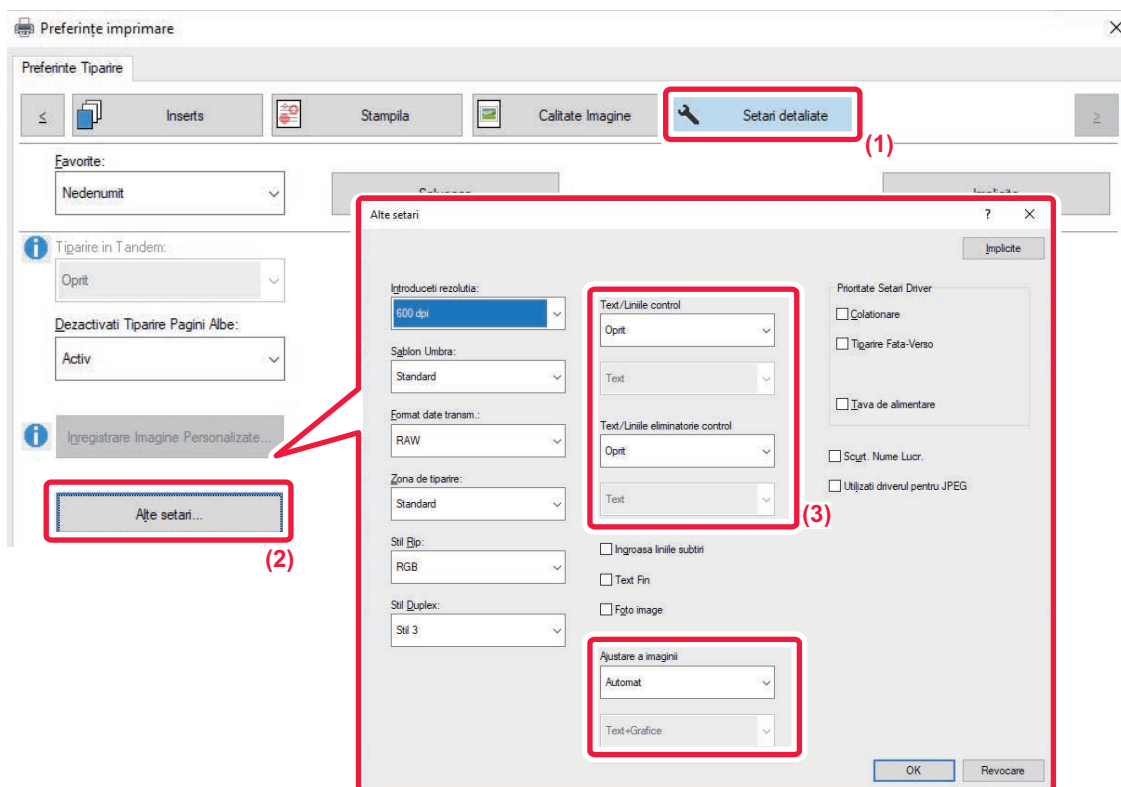 Preferințe imprimare
Preferinte Tiparire
<
Inserts
Stampila
Calitate Imagine
Setari detaliate
>
(1)
Favorite:
Nedenumit
Tiparire in Tandem:
Oprit
Dezactivati Tiparire Pagini Albe:
Activ
Inregistrare Imagine Personalizate...
Alte setari...
(2)
Alte setari
?
Implicite
Introduceti rezolutia:
600 dpi
Sablon Umbra:
Standard
Format date transm.:
RAW
Zona de tiparire:
Standard
Stil Rip:
RGB
Stil Duplex:
Stil 3
Text/Liniile control
Oprit
Text
Text/Liniile eliminatorie control
Oprit
Text
(3)
Ingroasa liniile subtiri
Text Fin
Foto image
Ajustare a imaginii
Automat
Text+Grafice
Prioritate Setari Driver
Colationare
Tiparire Fata-Verso
Tava de alimentare
Scurt. Nume Lucr.
Utilizati driverul pentru JPEG
OK
Revocare